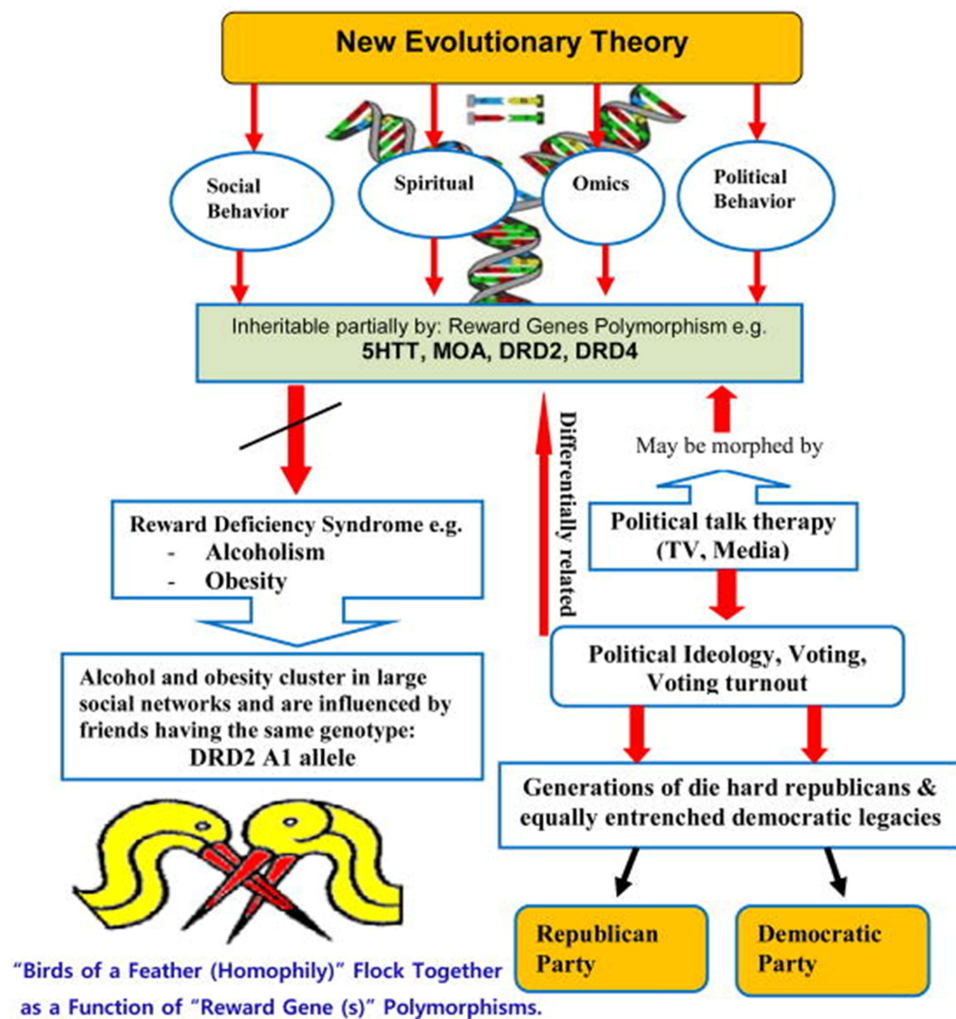 New Evolutionary Theory
Social
Behavior
Spiritual
Omics
Political
Behavior
Inheritable partially by: Reward Genes Polymorphism e.g.
5HTT, MOA, DRD2, DRD4
Differentially related
May be morphed by
Reward Deficiency Syndrome e.g.
- Alcoholism
- Obesity
Political talk therapy
(TV, Media)
Alcohol and obesity cluster in large
social networks and are influenced by
friends having the same genotype:
DRD2 A1 allele
Political Ideology, Voting,
Voting turnout
Generations of die hard republicans &
equally entrenched democratic legacies
Republican
Party
Democratic
Party
“Birds of a Feather (Homophily)” Flock Together
as a Function of “Reward Gene (s)” Polymorphisms.